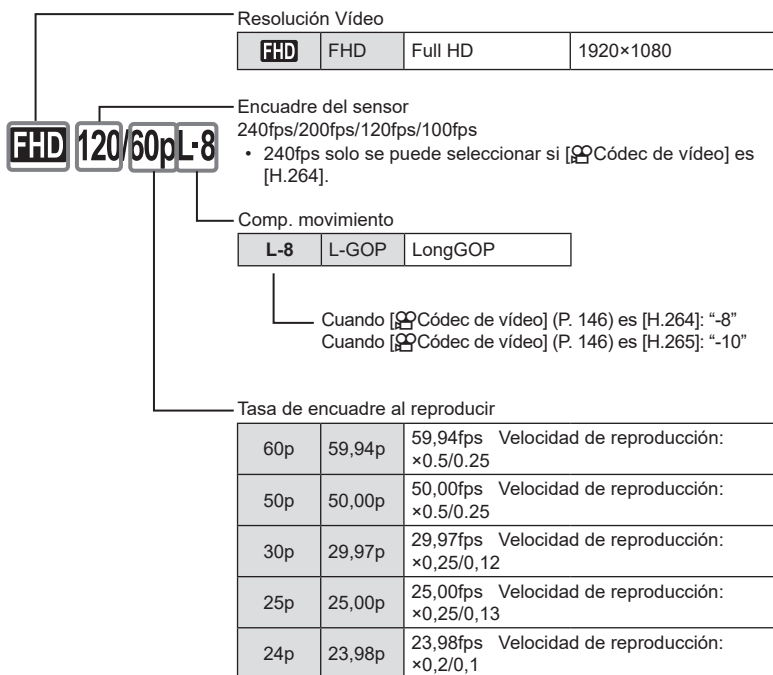 Resolución Vídeo
FHD FHD Full HD 1920×1080
FHD 120/60p L-8
Encuadre del sensor
240fps/200fps/120fps/100fps
• 240fps solo se puede seleccionar si [Códec de vídeo] es
[H.264].
Comp. movimiento
L-8 L-GOP LongGOP
Cuando [Códec de vídeo] (P. 146) es [H.264]: “-8”
Cuando [Códec de vídeo] (P. 146) es [H.265]: “-10”
Tasa de encuadre al reproducir
60p 59,94p 59,94fps Velocidad de reproducción:
×0.5/0.25
50p 50,00p 50,00fps Velocidad de reproducción:
×0.5/0.25
30p 29,97p 29,97fps Velocidad de reproducción:
×0,25/0,12
25p 25,00p 25,00fps Velocidad de reproducción:
×0,25/0,13
24p 23,98p 23,98fps Velocidad de reproducción:
×0,2/0,1